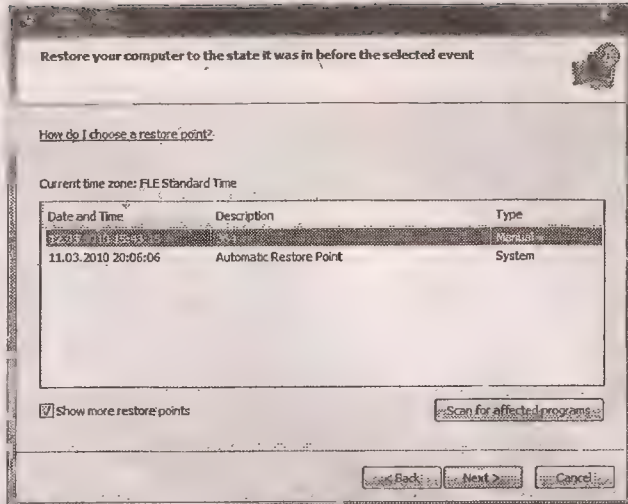 Restore your computer to the state it was in before the selected event
How do I choose a restore point?
Current time zone: FLE Standard Time
Date and Time Description Type
Manual
11.03.2010 20:06:06 Automatic Restore Point System
Show more restore points
Scan for affected programs
< Back Next > Cancel